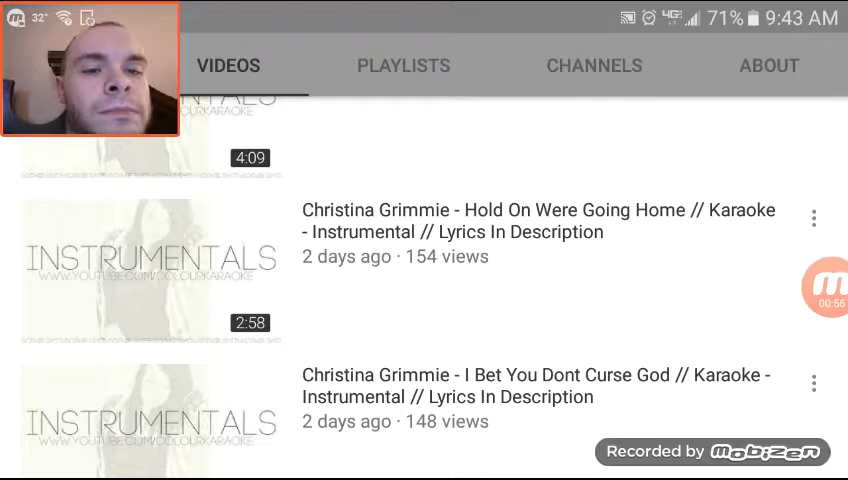 32°
4G
71%
9:43 AM
VIDEOS
PLAYLISTS
CHANNELS
ABOUT
4:09
INSTRUMENTALS
WWW.YOUTUBE.COM/COLOURKARAOKE
2:58
Christina Grimmie - Hold On Were Going Home // Karaoke
- Instrumental // Lyrics In Description
2 days ago · 154 views
00:56
INSTRUMENTALS
WWW.YOUTUBE.COM/COLOURKARAOKE
Christina Grimmie - I Bet You Dont Curse God // Karaoke -
Instrumental // Lyrics In Description
2 days ago · 148 views
Recorded by mobizen